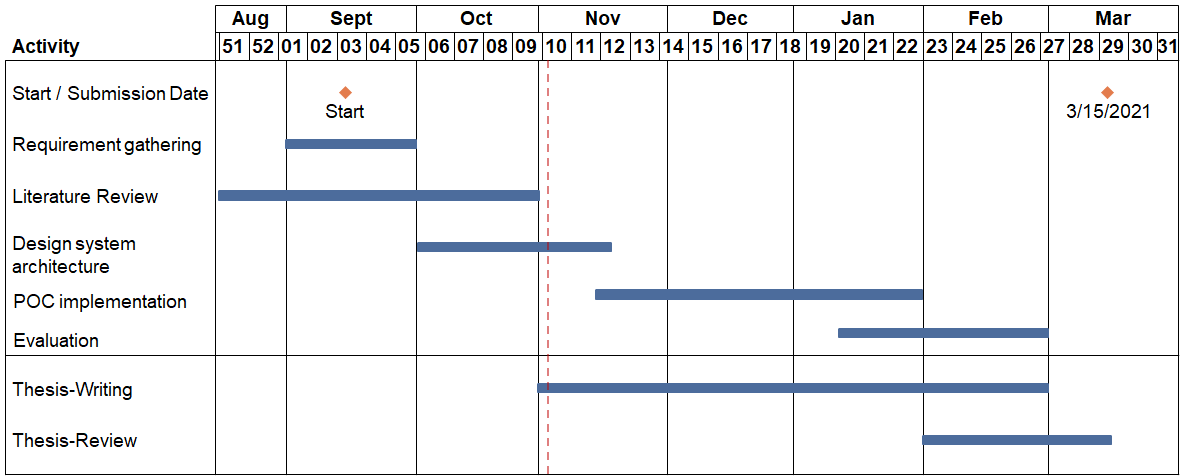 Aug Sept Oct Nov Dec Jan Feb Mar
Activity 51 52 01 02 03 04 05 06 07 08 09 10 11 12 13 14 15 16 17 18 19 20 21 22 23 24 25 26 27 28 29 30 31
Start / Submission Date
Start 3/15/2021
Requirement gathering
Literature Review
Design system
architecture
POC implementation
Evaluation
Thesis-Writing
Thesis-Review